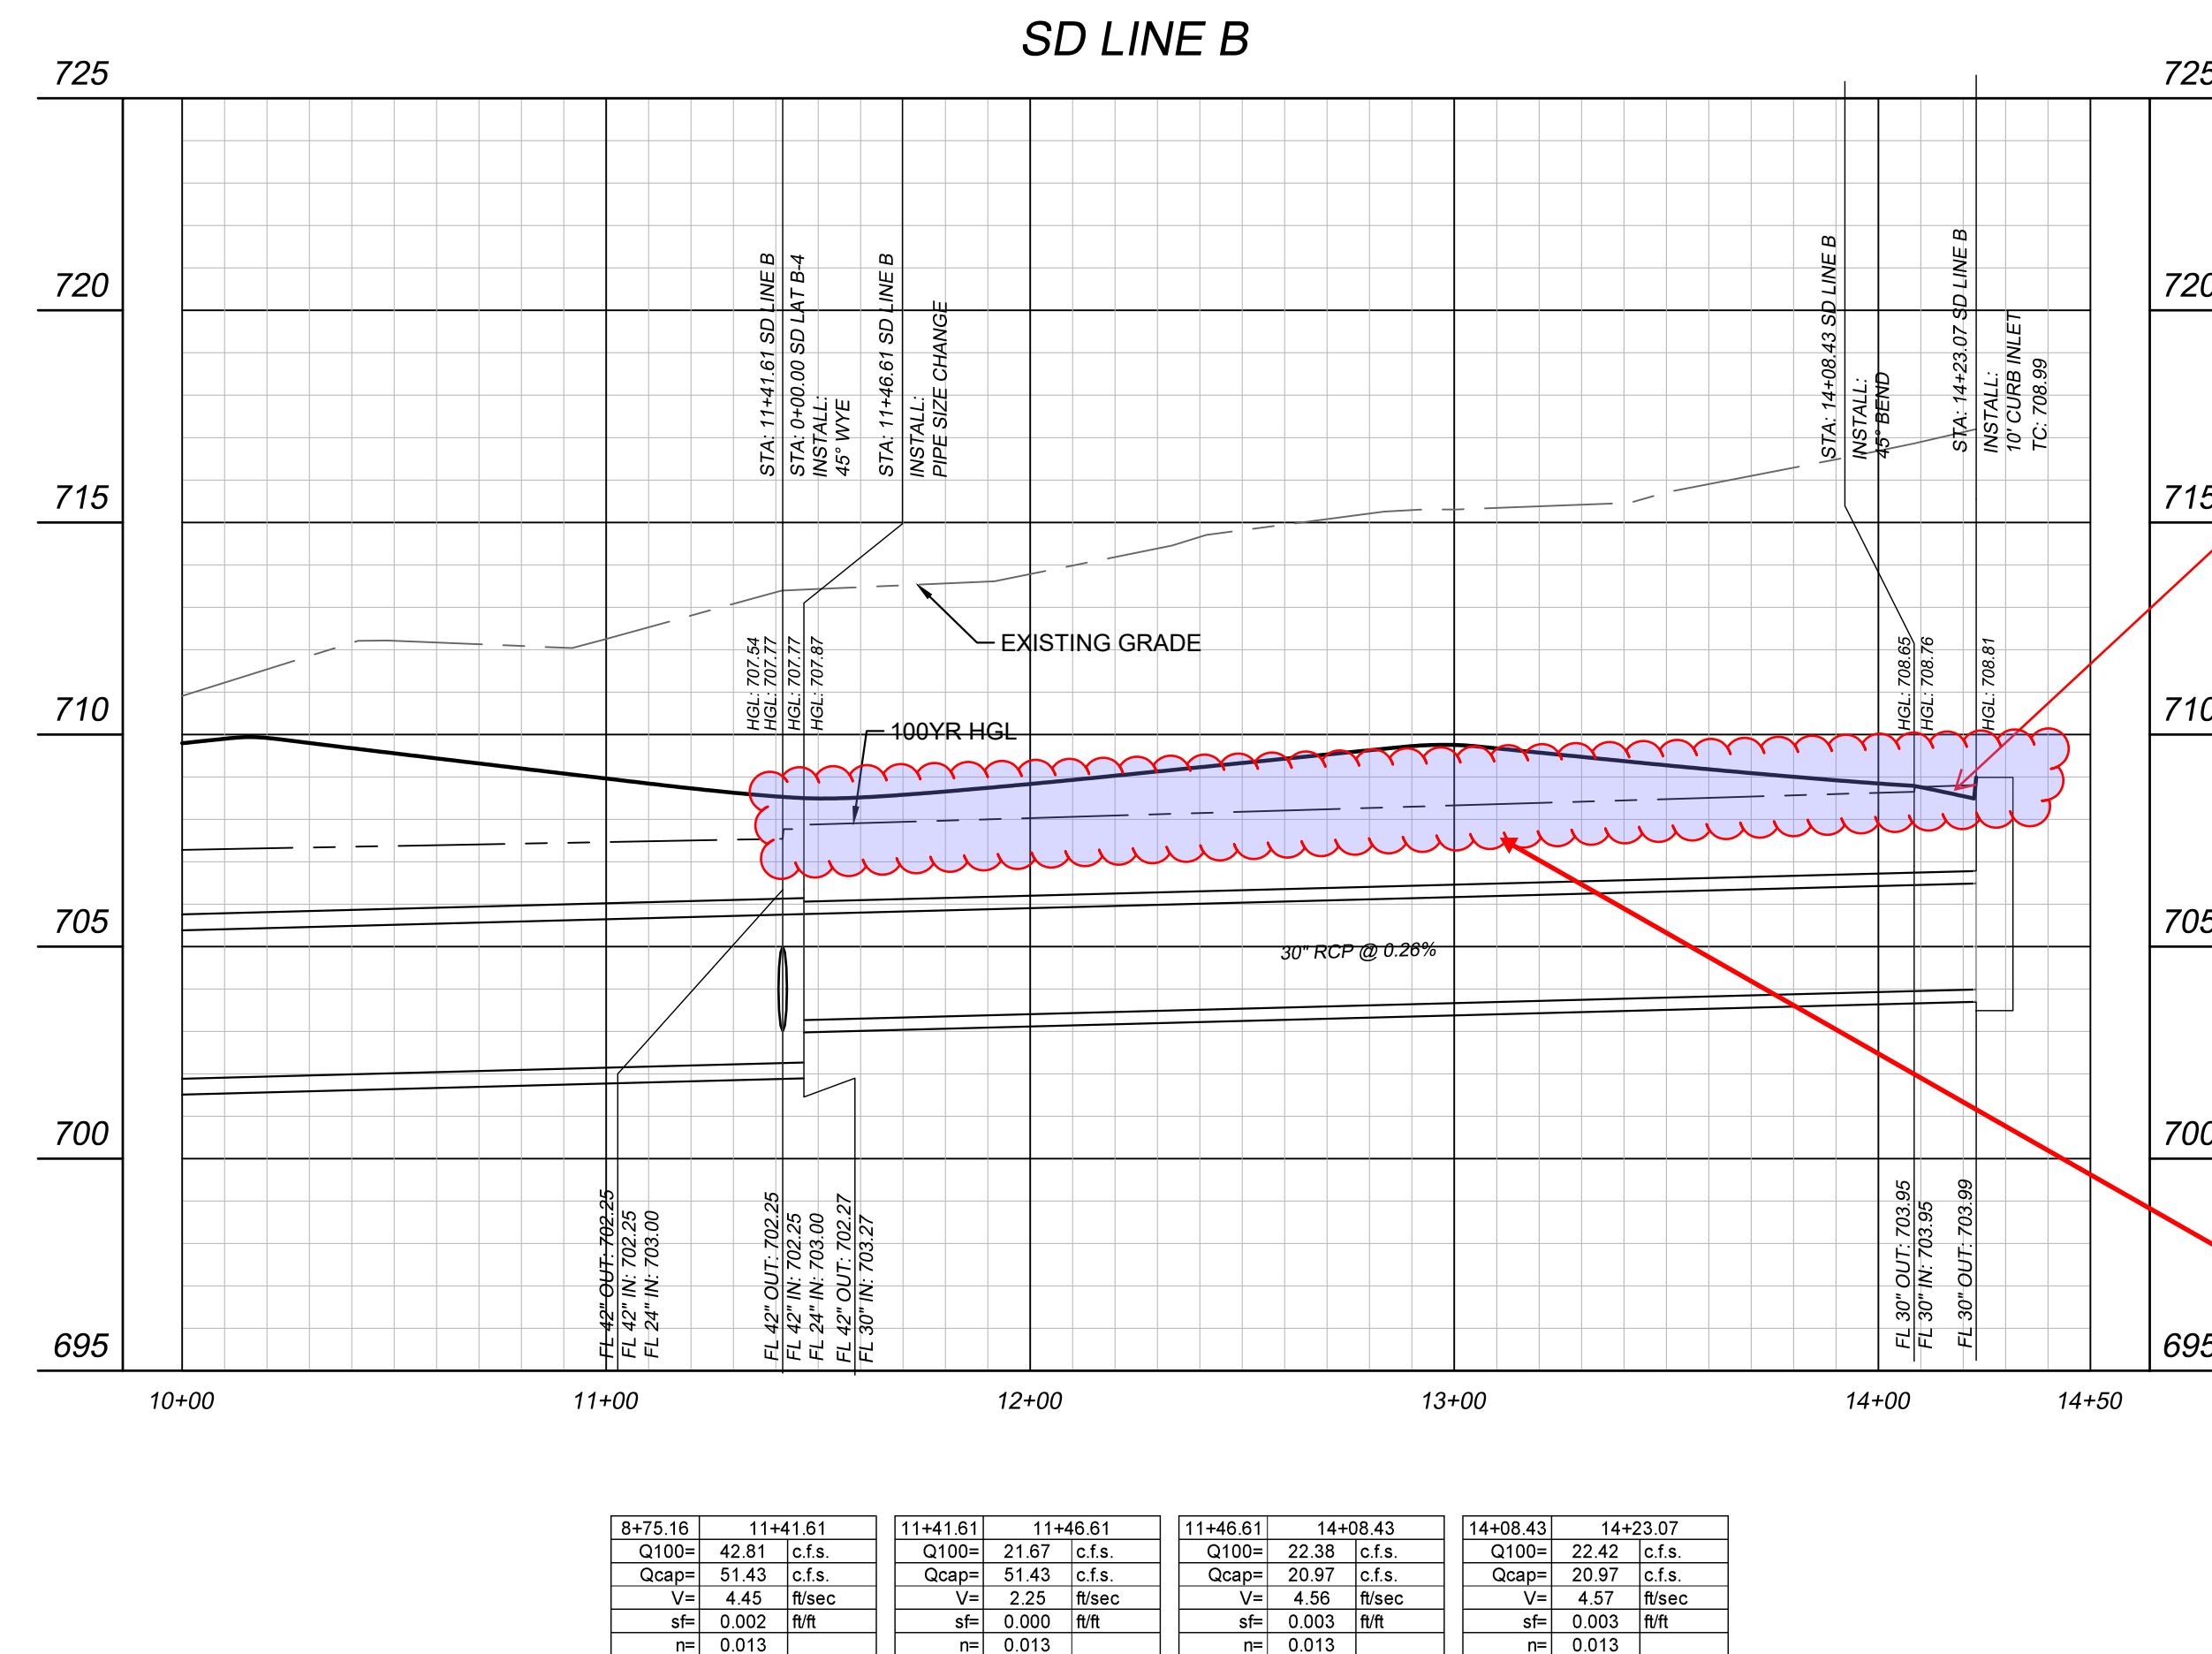 SD LINE B
725
725
720
720
715
715
710
710
705
705
700
700
695
695
STA: 11+41.61 SD LINE B
STA: 0+00.00 SD LAT B-4
INSTALL:
45° WYE
STA: 11+46.61 SD LINE B
INSTALL:
PIPE SIZE CHANGE
STA: 14+08.43 SD LINE B
INSTALL:
45° BEND
STA: 14+23.07 SD LINE B
INSTALL:
10' CURB INLET
TC: 708.99
EXISTING GRADE
HGL: 707.54
HGL: 707.77
HGL: 707.77
HGL: 707.87
100YR HGL
HGL: 708.65
HGL: 708.76
HGL: 708.81
30" RCP @ 0.26%
FL 42" OUT: 702.25
FL 42" IN: 702.25
FL 24" IN: 703.00
FL 42" OUT: 702.25
FL 42" IN: 702.25
FL 24" IN: 703.00
FL 42" OUT: 702.27
FL 30" IN: 703.27
FL 30" OUT: 703.95
FL 30" IN: 703.95
FL 30" OUT: 703.99
10+00 11+00 12+00 13+00 14+00 14+50
8+75.16 11+41.61
Q100= 42.81 c.f.s.
Qcap= 51.43 c.f.s.
V= 4.45 ft/sec
sf= 0.002 ft/ft
n= 0.013
11+41.61 11+46.61
Q100= 21.67 c.f.s.
Qcap= 51.43 c.f.s.
V= 2.25 ft/sec
sf= 0.000 ft/ft
n= 0.013
11+46.61 14+08.43
Q100= 22.38 c.f.s.
Qcap= 20.97 c.f.s.
V= 4.56 ft/sec
sf= 0.003 ft/ft
n= 0.013
14+08.43 14+23.07
Q100= 22.42 c.f.s.
Qcap= 20.97 c.f.s.
V= 4.57 ft/sec
sf= 0.003 ft/ft
n= 0.013